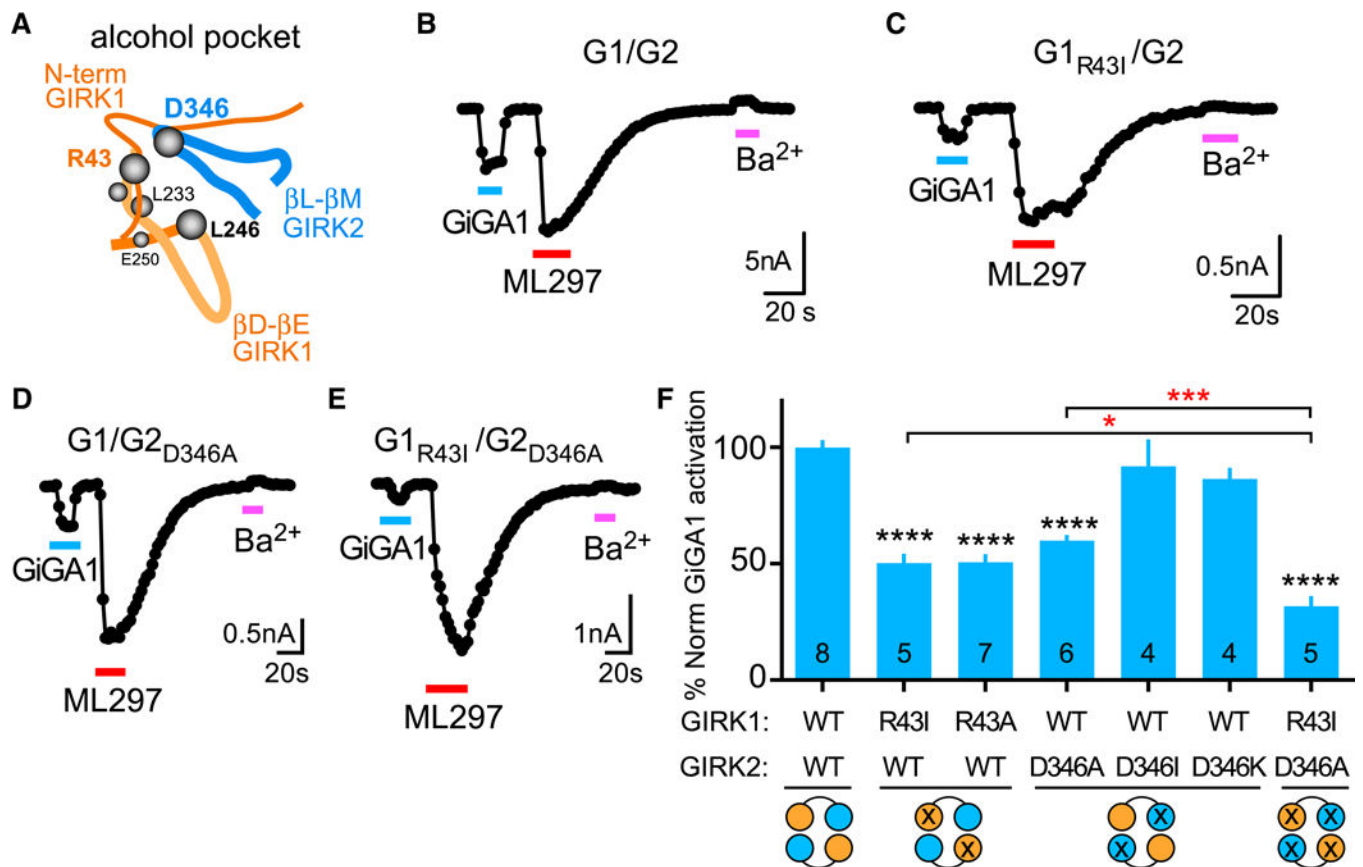 A
alcohol pocket
N-term
GIRK1
D346
R43
L233
L246
E250
βL-βM
GIRK2
βD-βE
GIRK1
B
G1/G2
GiGA1
ML297
Ba2+
5nA
20 s
C
G1R43I/G2
GiGA1
ML297
Ba2+
0.5nA
20s
D
G1/G2D346A
GiGA1
ML297
Ba2+
0.5nA
20s
E
G1R43I/G2D346A
GiGA1
ML297
Ba2+
1nA
20s
F
% Norm GiGA1 activation
100
50
0
***
*
**** **** **** ****
8 5 7 6 4 4 5
GIRK1: WT R43I R43A WT WT WT R43I
GIRK2: WT WT WT D346A D346I D346K D346A
X X X X
X X X X